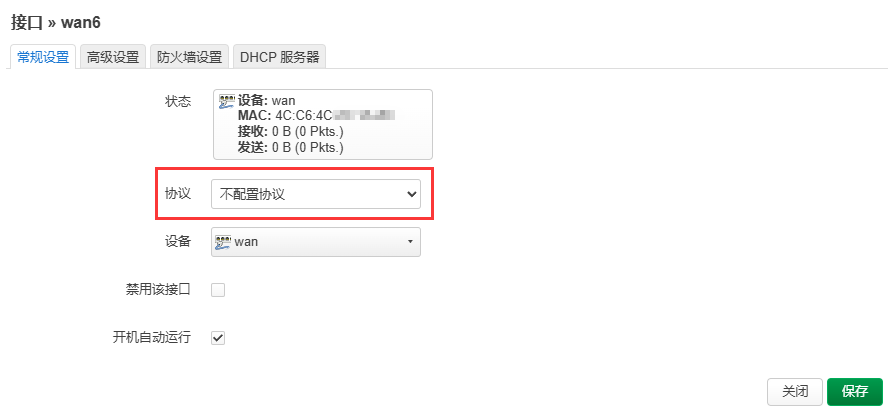 接口 » wan6
常规设置 高级设置 防火墙设置 DHCP 服务器
状态
设备: wan
MAC: 4C:C6:4C
接收: 0 B (0 Pkts.)
发送: 0 B (0 Pkts.)
协议 不配置协议
设备 wan
禁用该接口
开机自动运行
关闭 保存